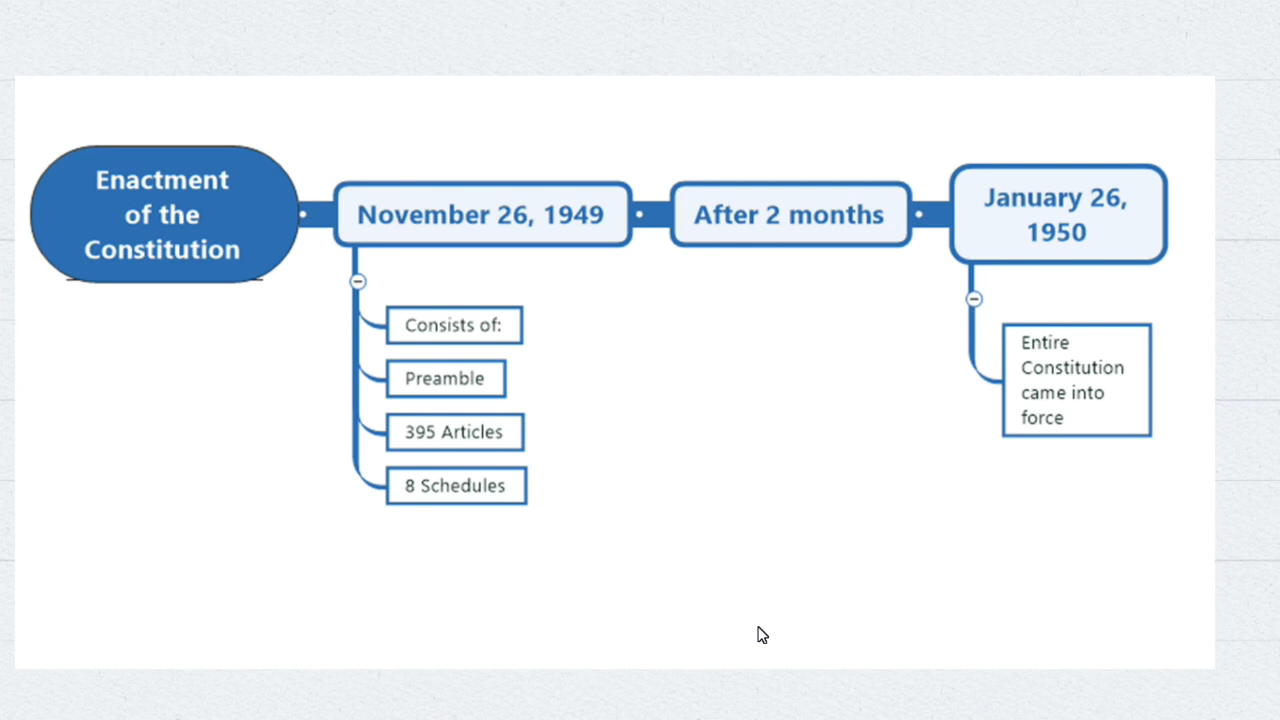 Enactment
of the
Constitution
November 26, 1949
After 2 months
January 26,
1950
Consists of:
Preamble
395 Articles
8 Schedules
Entire
Constitution
came into
force